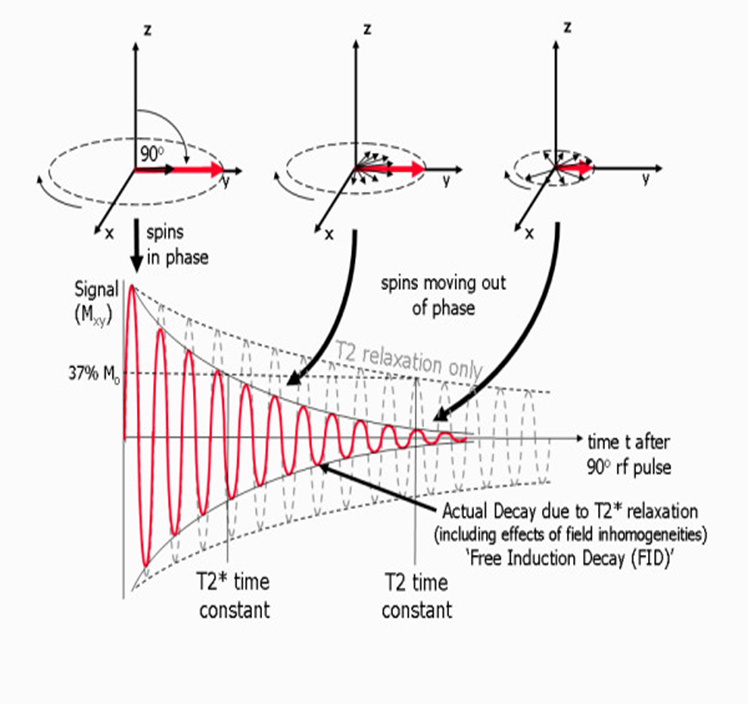 z
z
z
90°
y
y
y
x
x
x
spins
in phase
spins moving out
of phase
Signal
(Mxy)
T2 relaxation only
37% Mo
time t after
90° rf pulse
Actual Decay due to T2* relaxation
(including effects of field inhomogeneities)
‘Free Induction Decay (FID)’
T2* time
constant
T2 time
constant